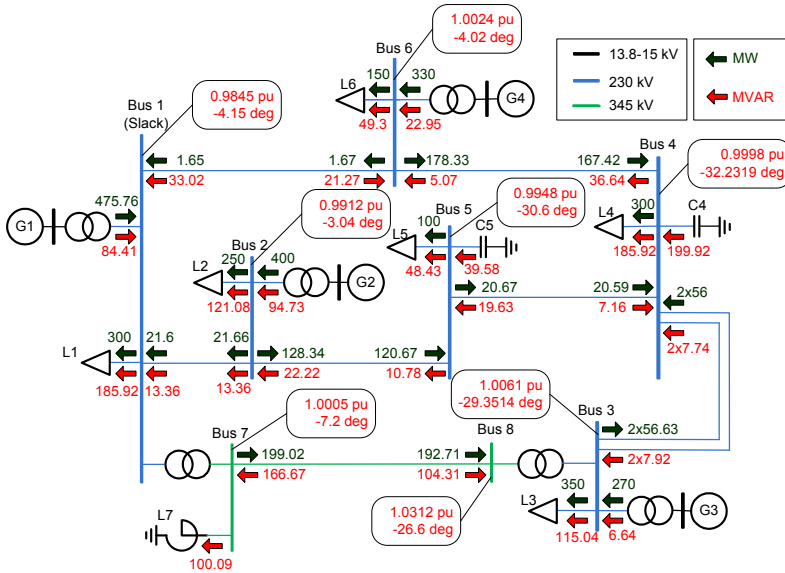 Bus 6
1.0024 pu
-4.02 deg
13.8-15 kV
230 kV
345 kV
MW
MVAR
Bus 1
(Slack)
0.9845 pu
-4.15 deg
L6
150
330
G4
49.3
22.95
Bus 4
0.9998 pu
-32.2319 deg
1.65
33.02
1.67
21.27
178.33
5.07
167.42
36.64
475.76
G1
84.41
Bus 2
0.9912 pu
-3.04 deg
L2
250
400
G2
121.08
94.73
Bus 5
0.9948 pu
-30.6 deg
L5
100
C5
48.43
39.58
L4
300
C4
185.92
199.92
20.67
19.63
20.59
7.16
2x56
2x7.74
L1
300
21.6
185.92
13.36
21.66
13.36
128.34
22.22
120.67
10.78
Bus 7
1.0005 pu
-7.2 deg
199.02
166.67
192.71
104.31
Bus 8
1.0312 pu
-26.6 deg
1.0061 pu
-29.3514 deg
Bus 3
2x56.63
2x7.92
L3
350
270
G3
115.04
6.64
L7
100.09